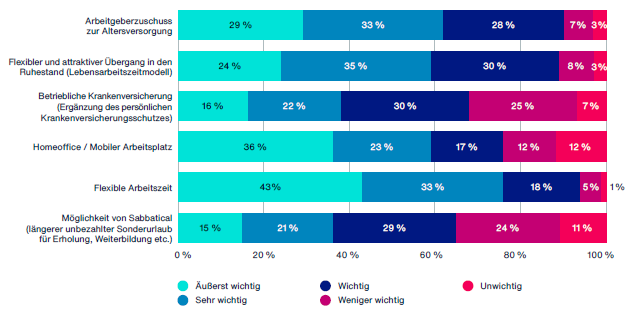 Arbeitgeberzuschuss
zur Altersversorgung
29 % 33 % 28 % 7 % 3%
Flexibler und attraktiver Übergang in den
Ruhestand (Lebensarbeitszeitmodell)
24 % 35 % 30 % 8 % 3%
Betriebliche Krankenversicherung
(Ergänzung des persönlichen
Krankenversicherungsschutzes)
16 % 22 % 30 % 25 % 7 %
Homeoffice / Mobiler Arbeitsplatz
36 % 23 % 17 % 12 % 12 %
Flexible Arbeitszeit
43% 33 % 18 % 5 % 1%
Möglichkeit von Sabbatical
(längerer unbezahlter Sonderurlaub
für Erholung, Weiterbildung etc.)
15 % 21 % 29 % 24 % 11 %
0 % 20 % 40 % 60 % 80 % 100 %
Äußerst wichtig Wichtig Unwichtig
Sehr wichtig Weniger wichtig